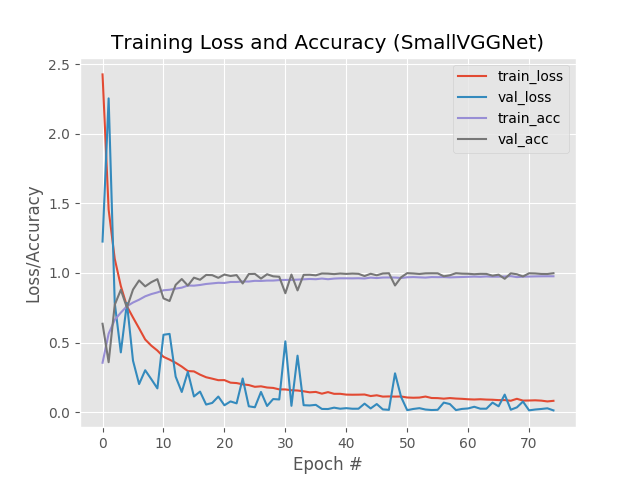 Training Loss and Accuracy (SmallVGGNet)
2.5
2.0
1.5
1.0
0.5
0.0
Loss/Accuracy
train_loss
val_loss
train_acc
val_acc
0 10 20 30 40 50 60 70
Epoch #